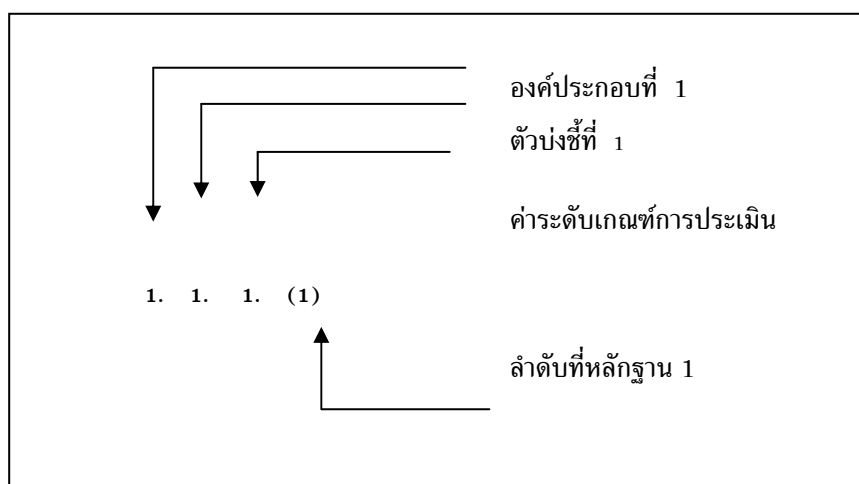 องค์ประกอบที่ 1
ตัวบ่งชี้ที่ 1
ค่าระดับเกณฑ์การประเมิน
1. 1. 1. (1)
ลำดับที่หลักฐาน 1